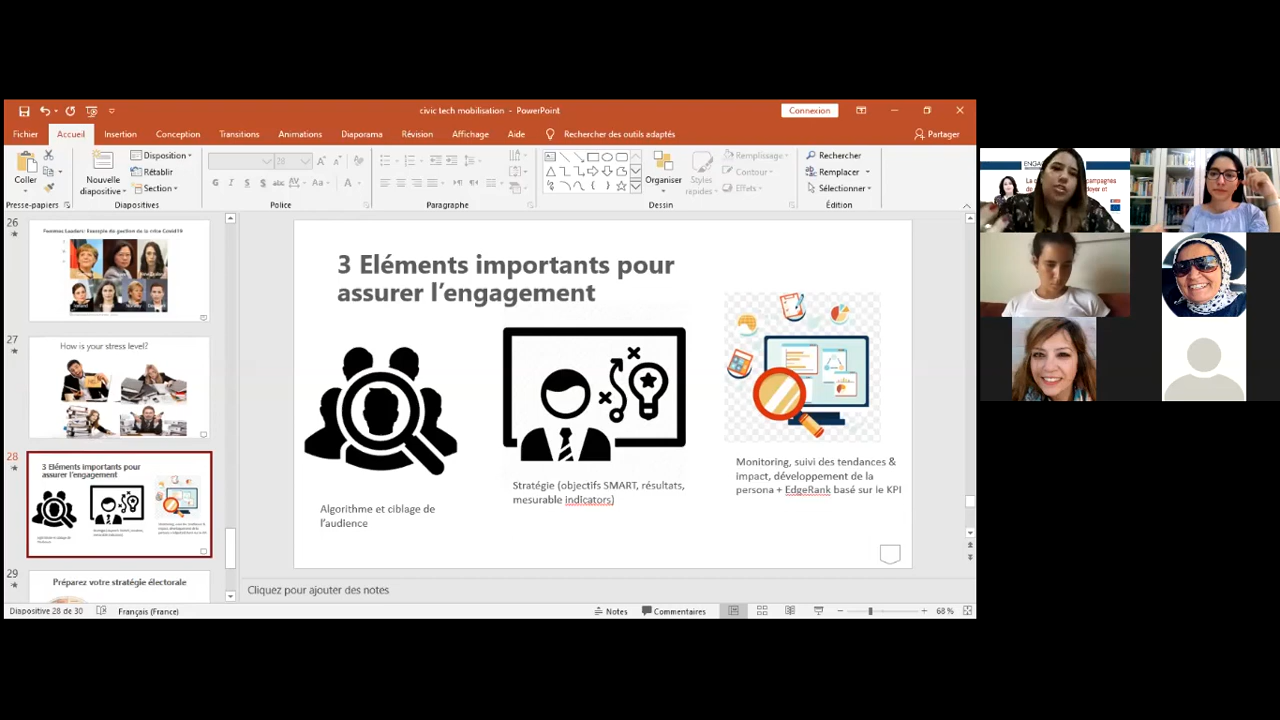 civic tech mobilisation - PowerPoint
Connexion
Fichier Accueil Insertion Conception Transitions Animations Diaporama Révision Affichage Aide Rechercher des outils adaptés Partager
Coller
Nouvelle diapositive
Disposition
Rétablir
Section
28
G I S S abc AV Aa A
Organiser
Styles rapides
Remplissage
Contour
Effets
Rechercher
Remplacer
Sélectionner
Presse-papiers Diapositives Police Paragraphe Dessin Édition
26
Femmes Leaders: Exemple de gestion de la crise Covid19
27
How is your stress level?
28
3 Eléments importants pour
assurer l'engagement
29
Préparez votre stratégie électorale
3 Eléments importants pour
assurer l'engagement
Algorithme et ciblage de
l'audience
Stratégie (objectifs SMART, résultats,
mesurable indicators)
Monitoring, suivi des tendances &
impact, développement de la
persona + EdgeRank basé sur le KPI
Cliquez pour ajouter des notes
Diapositive 28 de 30 Français (France) Notes Commentaires 68 %
ENGA
campagnes